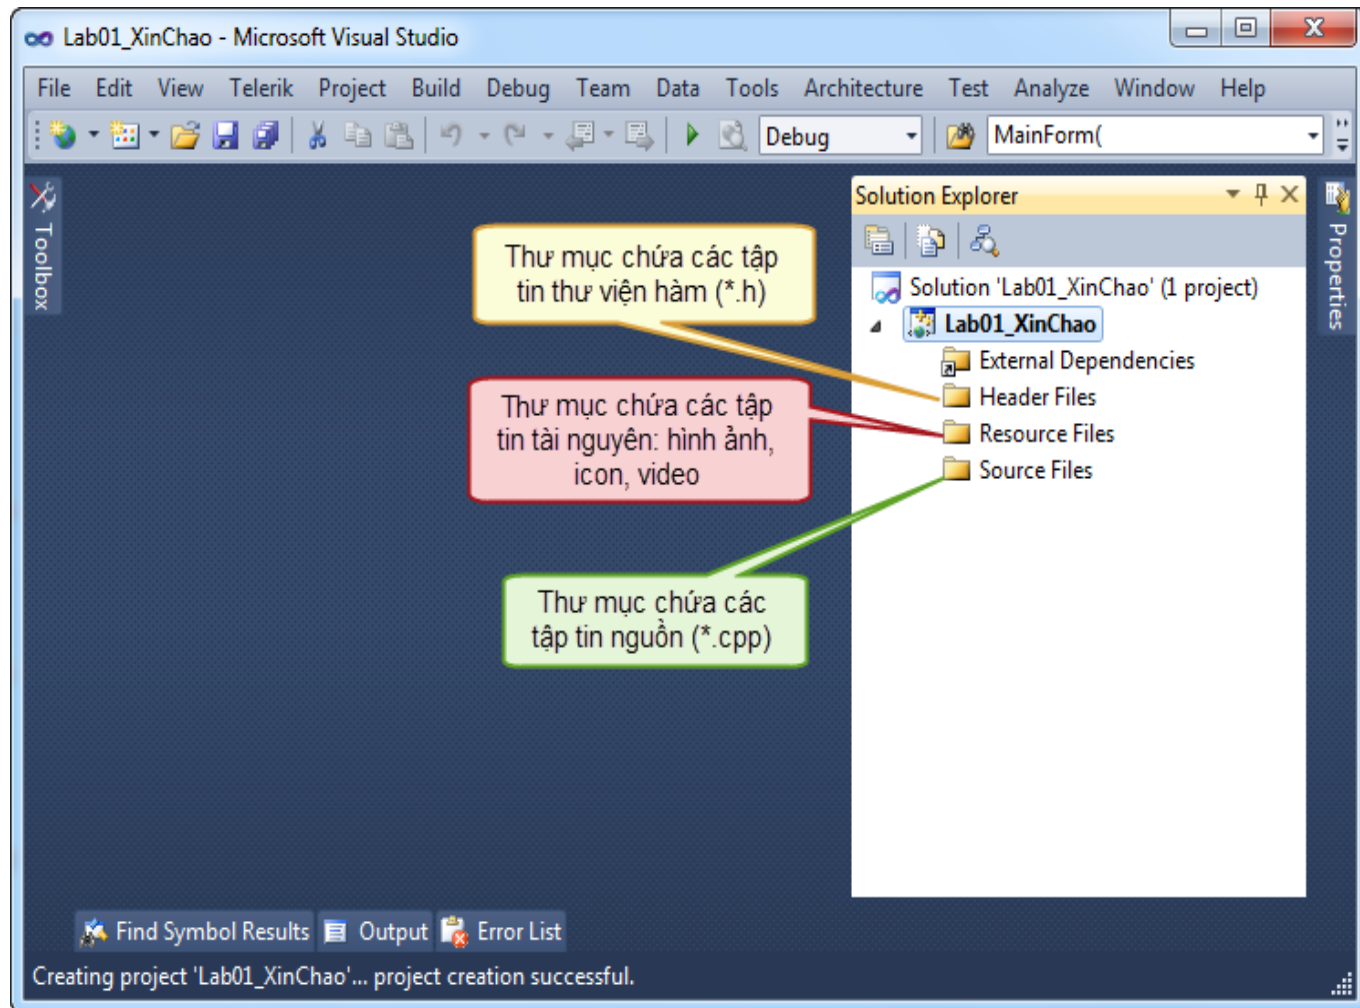 Lab01_XinChao - Microsoft Visual Studio
File Edit View Telerik Project Build Debug Team Data Tools Architecture Test Analyze Window Help
Debug MainForm(
Toolbox
Solution Explorer
Properties
Solution 'Lab01_XinChao' (1 project)
Lab01_XinChao
External Dependencies
Header Files
Resource Files
Source Files
Thư mục chứa các tập
tin thư viện hàm (*.h)
Thư mục chứa các tập
tin tài nguyên: hình ảnh,
icon, video
Thư mục chứa các
tập tin nguồn (*.cpp)
Find Symbol Results Output Error List
Creating project 'Lab01_XinChao'... project creation successful.